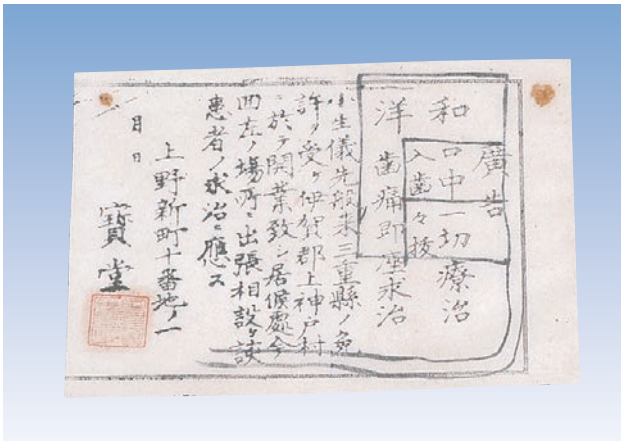 廣告
和洋
口中一切療治
入歯々抜
歯痛即座求治
小生儀先般来三重縣ノ免
許ヲ受ケ伊賀郡上神戸村
ニ於テ開業致シ居候處今
回左ノ場所ニ出張相設ケ該
患者ノ求治ニ應ス
上野新町十番地ノ一
月日
寶堂